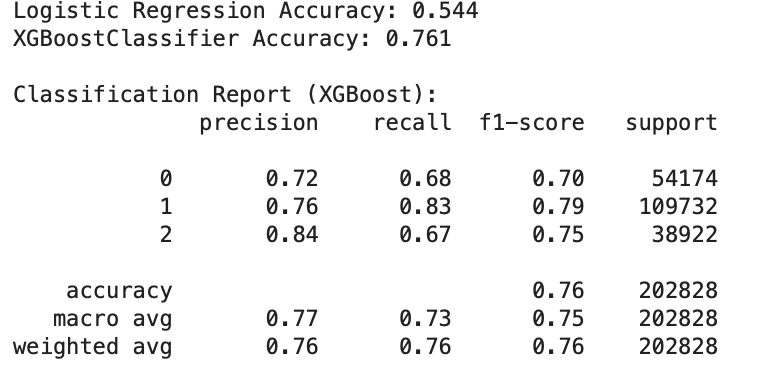 Logistic Regression Accuracy: 0.544
XGBoostClassifier Accuracy: 0.761
Classification Report (XGBoost):
precision recall f1-score support
0 0.72 0.68 0.70 54174
1 0.76 0.83 0.79 109732
2 0.84 0.67 0.75 38922
accuracy 0.76 202828
macro avg 0.77 0.73 0.75 202828
weighted avg 0.76 0.76 0.76 202828